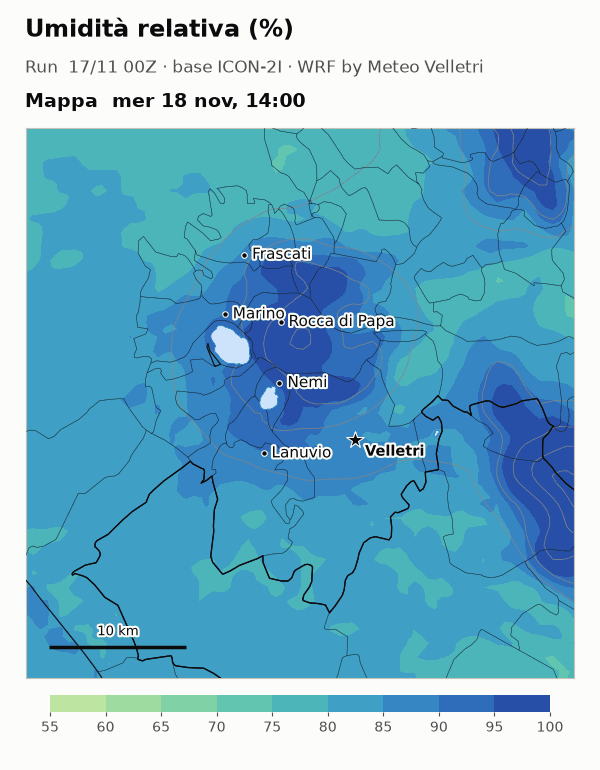 Umidità relativa (%)
Run  17/11 00Z · base ICON-2I · WRF by Meteo Velletri
Mappa  mer 18 nov, 14:00
Frascati
Marino
Rocca di Papa
Nemi
Velletri
Lanuvio
10 km
55 60 65 70 75 80 85 90 95 100